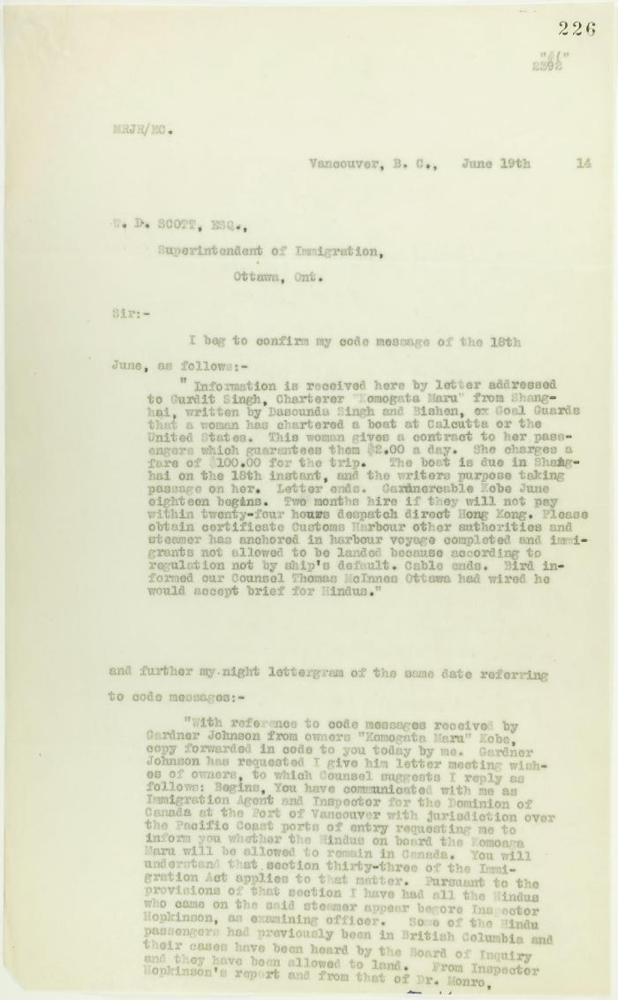 226
2392
MRJR/EC.
Vancouver, B. C., June 19th 14
W. D. SCOTT, ESQ.,
Superintendent of Immigration,
Ottawa, Ont.
Sir:-
I beg to confirm my code message of the 18th
June, as follows:-
" Information is received here by letter addressed
to Gurdit Singh, Charterer "Komogata Maru" from Shang-
hai, written by Dascunda Singh and Bishen, ex Goal Guards
that a woman has chartered a boat at Calcutta or the
United States. This woman gives a contract to her pass-
engers which guarantees them $2.00 a day. She charges a
fare of $100.00 for the trip. The boat is due in Shang-
hai on the 18th instant, and the writers purpose taking
passage on her. Letter ends. Gardnercable Kobe June
eighteen begins. Two months hire if they will not pay
within twenty-four hours despatch direct Hong Kong. Please
obtain certificate Customs Harbour other authorities and
steamer has anchored in harbour voyage completed and immi-
grants not allowed to be landed because according to
regulation not by ship's default. Cable ends. Bird in-
formed our Counsel Thomas McInnes Ottawa had wired he
would accept brief for Hindus."
and further my night lettergram of the same date referring
to code messages:-
"With reference to code messages received by
Gardner Johnson from owners "Komogata Maru" Kobe,
copy forwarded in code to you today by me. Gardner
Johnson has requested I give him letter meeting wish-
es of owners, to which Counsel suggests I reply as
follows: Begins, You have communicated with me as
Immigration Agent and Inspector for the Dominion of
Canada at the Port of Vancouver with jurisdiction over
the Pacific Coast ports of entry requesting me to
inform you whether the Hindus on board the Komoaga
Maru will be allowed to remain in Canada. You will
understand that section thirty-three of the Immi-
gration Act applies to that matter. Pursuant to the
provisions of that section I have had all the Hindus
who came on the said steamer appear before Inspector
Hopkinson, as examining officer. Some of the Hindu
passengers had previously been in British Columbia and
their cases have been heard by the Board of Inquiry
and they have been allowed to land. From Inspector
Hopkinson's report and from that of Dr. Monro,